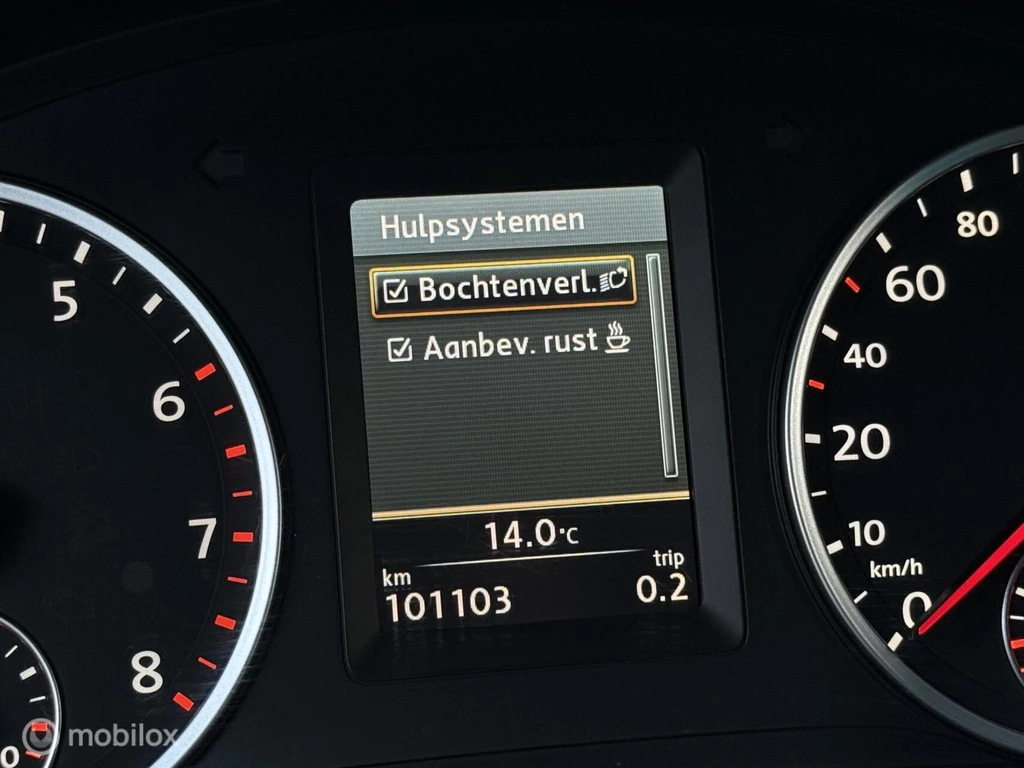 Hulpsystemen
Bochtenverl.
Aanbev. rust
14.0°C
km
101103
trip
0.2
5
6
7
8
80
60
40
20
10
km/h
0
0
mobilox